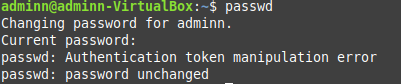 adminn@adminn-VirtualBox:~$ passwd
Changing password for adminn.
Current password:
passwd: Authentication token manipulation error
passwd: password unchanged